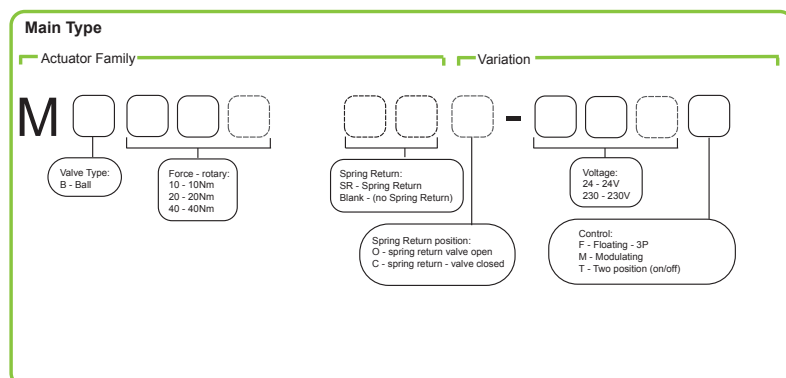 Main Type
Actuator Family
Variation
M
-
Valve Type:
B - Ball
Force - rotary:
10 - 10Nm
20 - 20Nm
40 - 40Nm
Spring Return:
SR - Spring Return
Blank - (no Spring Return)
Spring Return position:
O - spring return valve open
C - spring return - valve closed
Voltage:
24 - 24V
230 - 230V
Control:
F - Floating - 3P
M - Modulating
T - Two position (on/off)